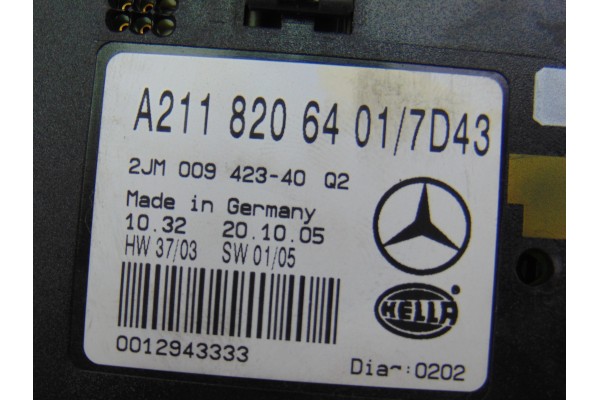 A211 820 64 01/7D43
2JM 009 423-40 Q2
Made in Germany
10.32 20.10.05
HW 37/03 SW 01/05
HELLA
0012943333
Dia~:0202